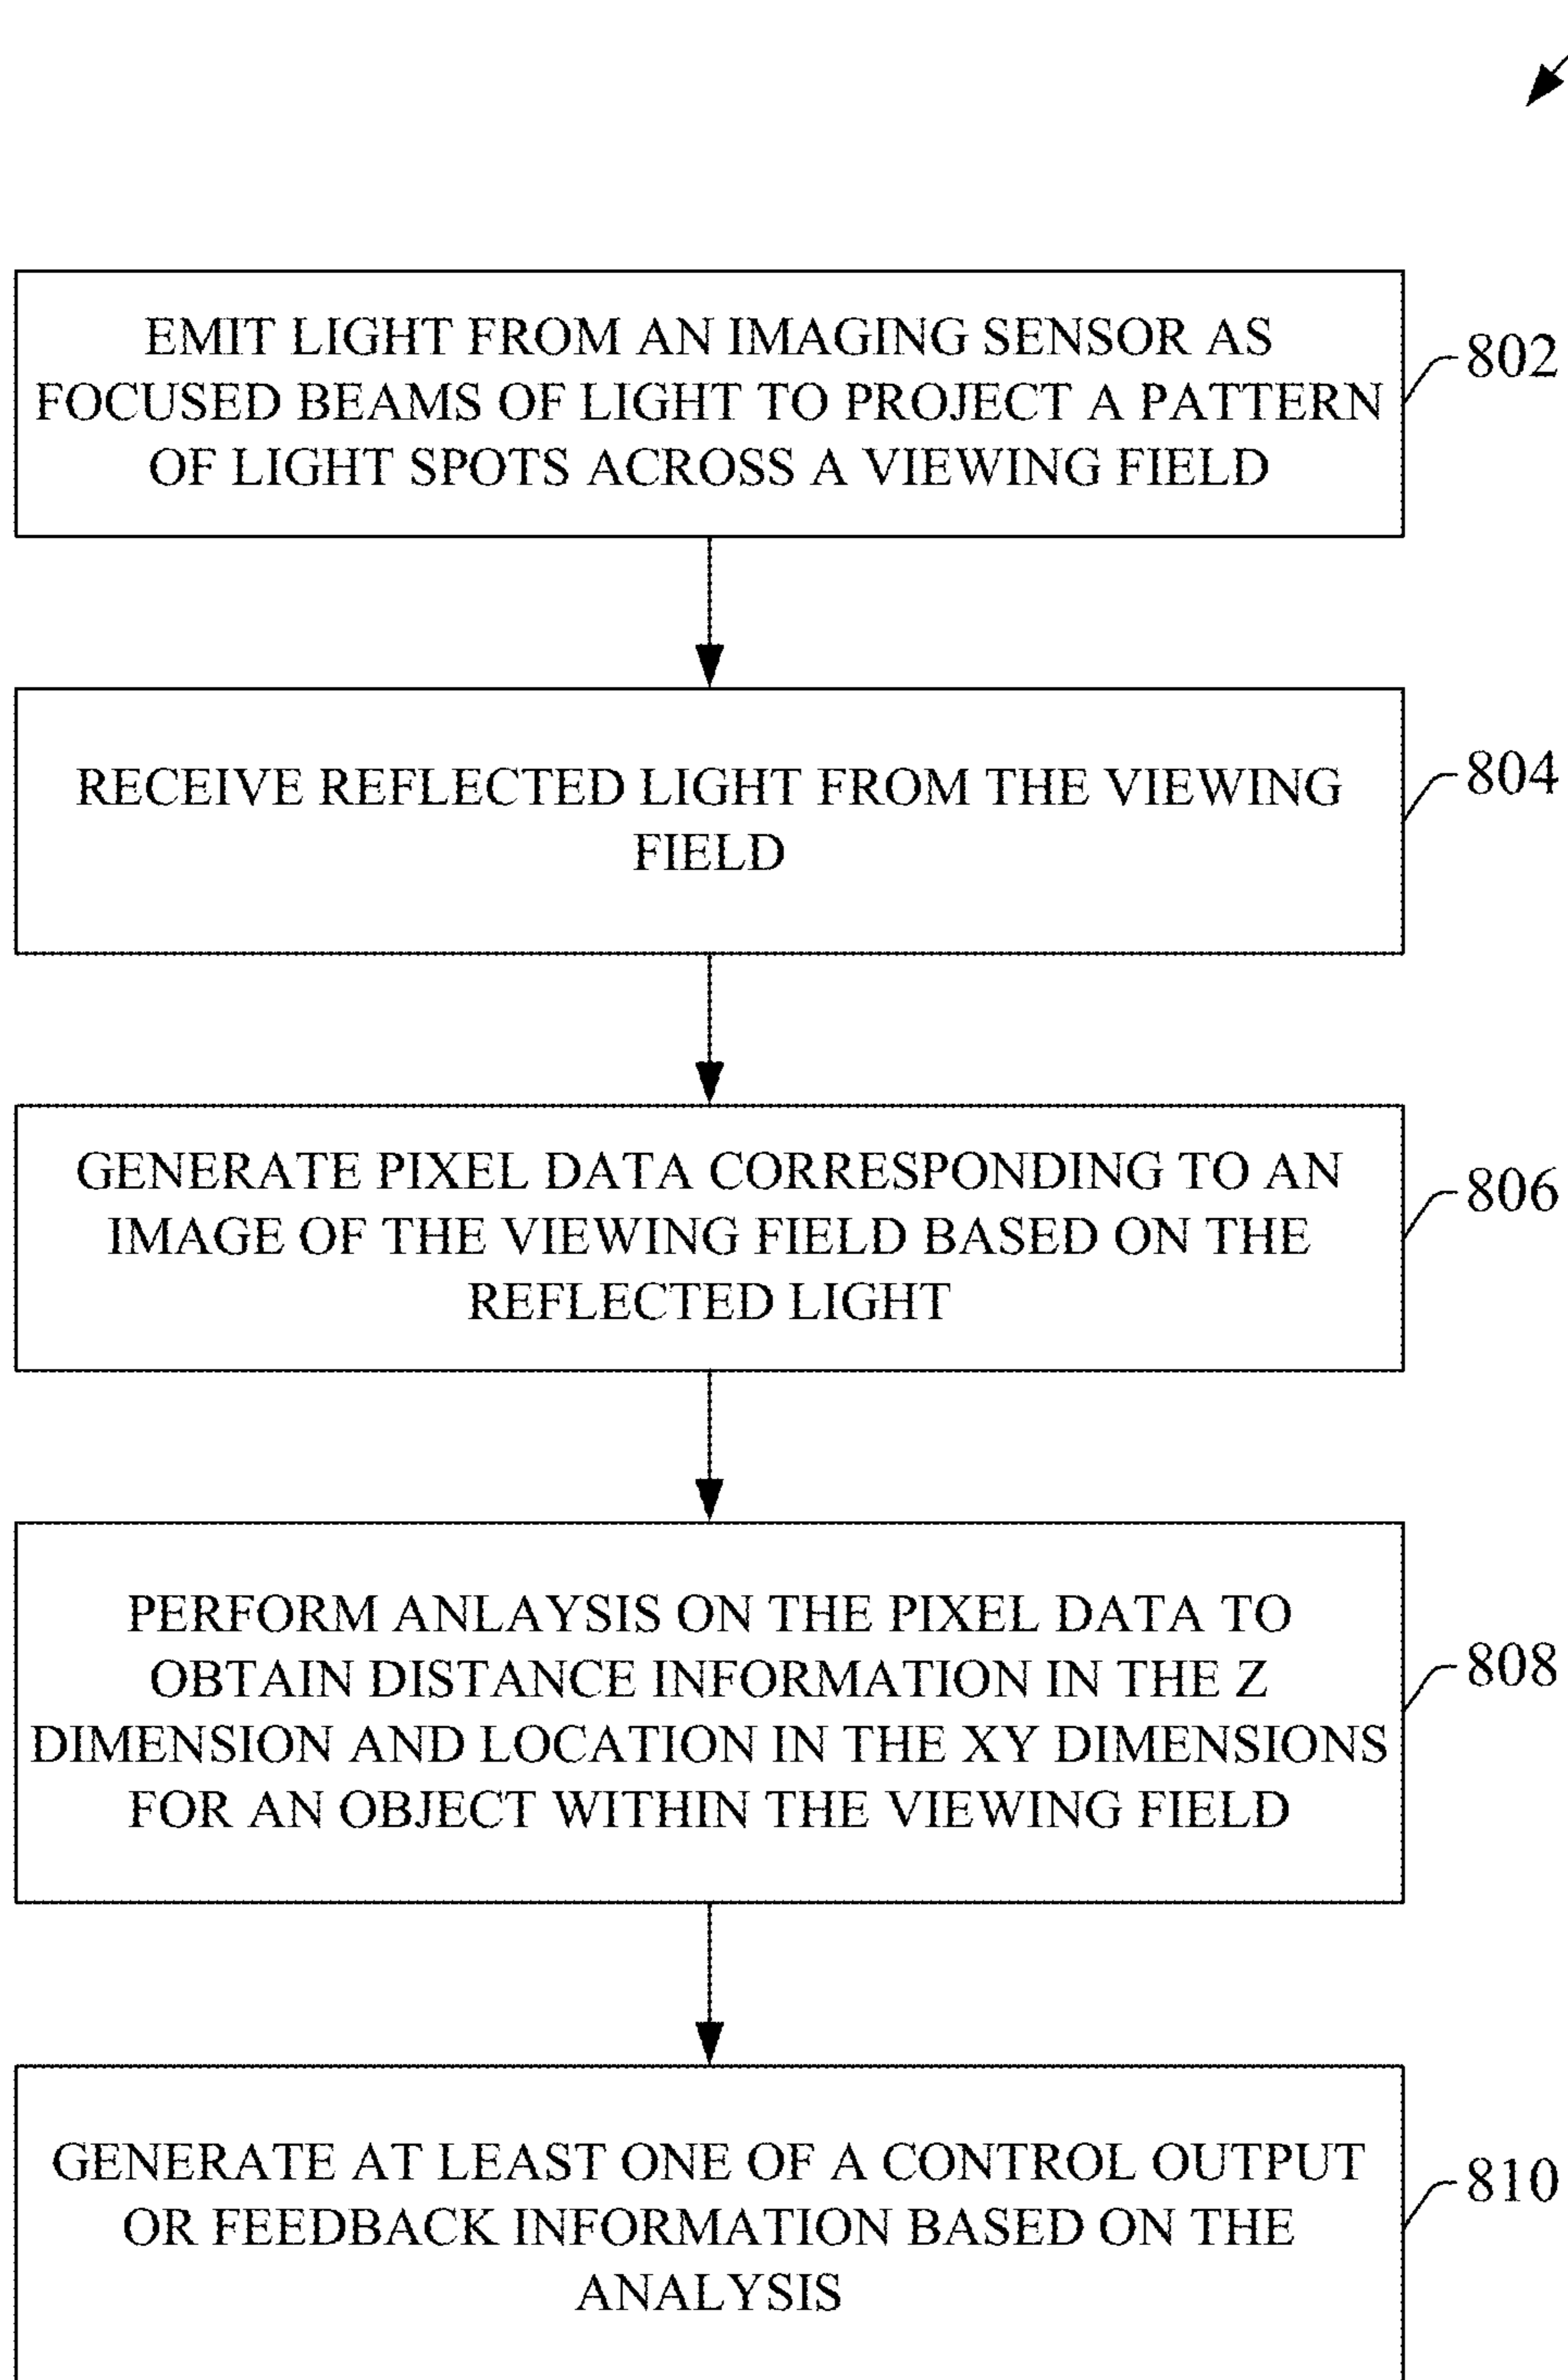 EMIT LIGHT FROM AN IMAGING SENSOR AS
FOCUSED BEAMS OF LIGHT TO PROJECT A PATTERN
OF LIGHT SPOTS ACROSS A VIEWING FIELD
802
RECEIVE REFLECTED LIGHT FROM THE VIEWING
FIELD
804
GENERATE PIXEL DATA CORRESPONDING TO AN
IMAGE OF THE VIEWING FIELD BASED ON THE
REFLECTED LIGHT
806
PERFORM ANLAYSIS ON THE PIXEL DATA TO
OBTAIN DISTANCE INFORMATION IN THE Z
DIMENSION AND LOCATION IN THE XY DIMENSIONS
FOR AN OBJECT WITHIN THE VIEWING FIELD
808
GENERATE AT LEAST ONE OF A CONTROL OUTPUT
OR FEEDBACK INFORMATION BASED ON THE
ANALYSIS
810